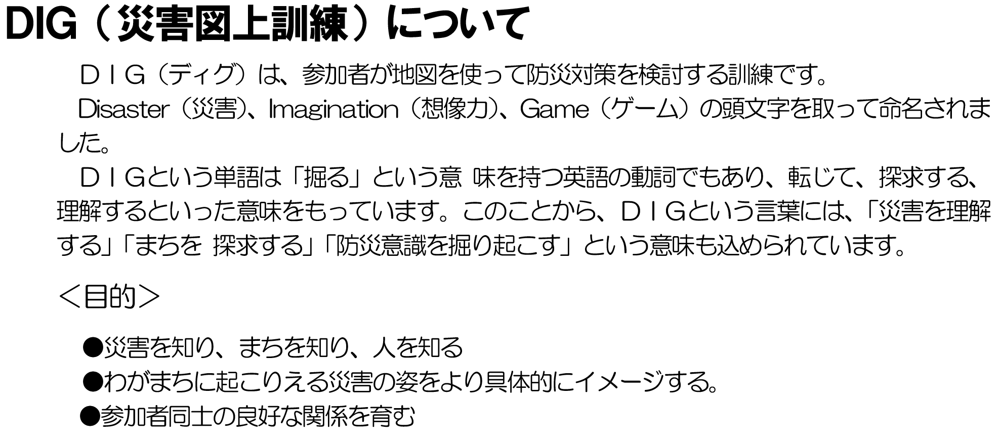 DIG（災害図上訓練）について
ＤＩＧ（ディグ）は、参加者が地図を使って防災対策を検討する訓練です。
Disaster（災害）、Imagination（想像力）、Game（ゲーム）の頭文字を取って命名されま
した。
ＤＩＧという単語は「掘る」という意 味を持つ英語の動詞でもあり、転じて、探求する、
理解するといった意味をもっています。このことから、ＤＩＧという言葉には、「災害を理解
する」「まちを 探求する」「防災意識を掘り起こす」という意味も込められています。
＜目的＞
●災害を知り、まちを知り、人を知る
●わがまちに起こりえる災害の姿をより具体的にイメージする。
●参加者同士の良好な関係を育む